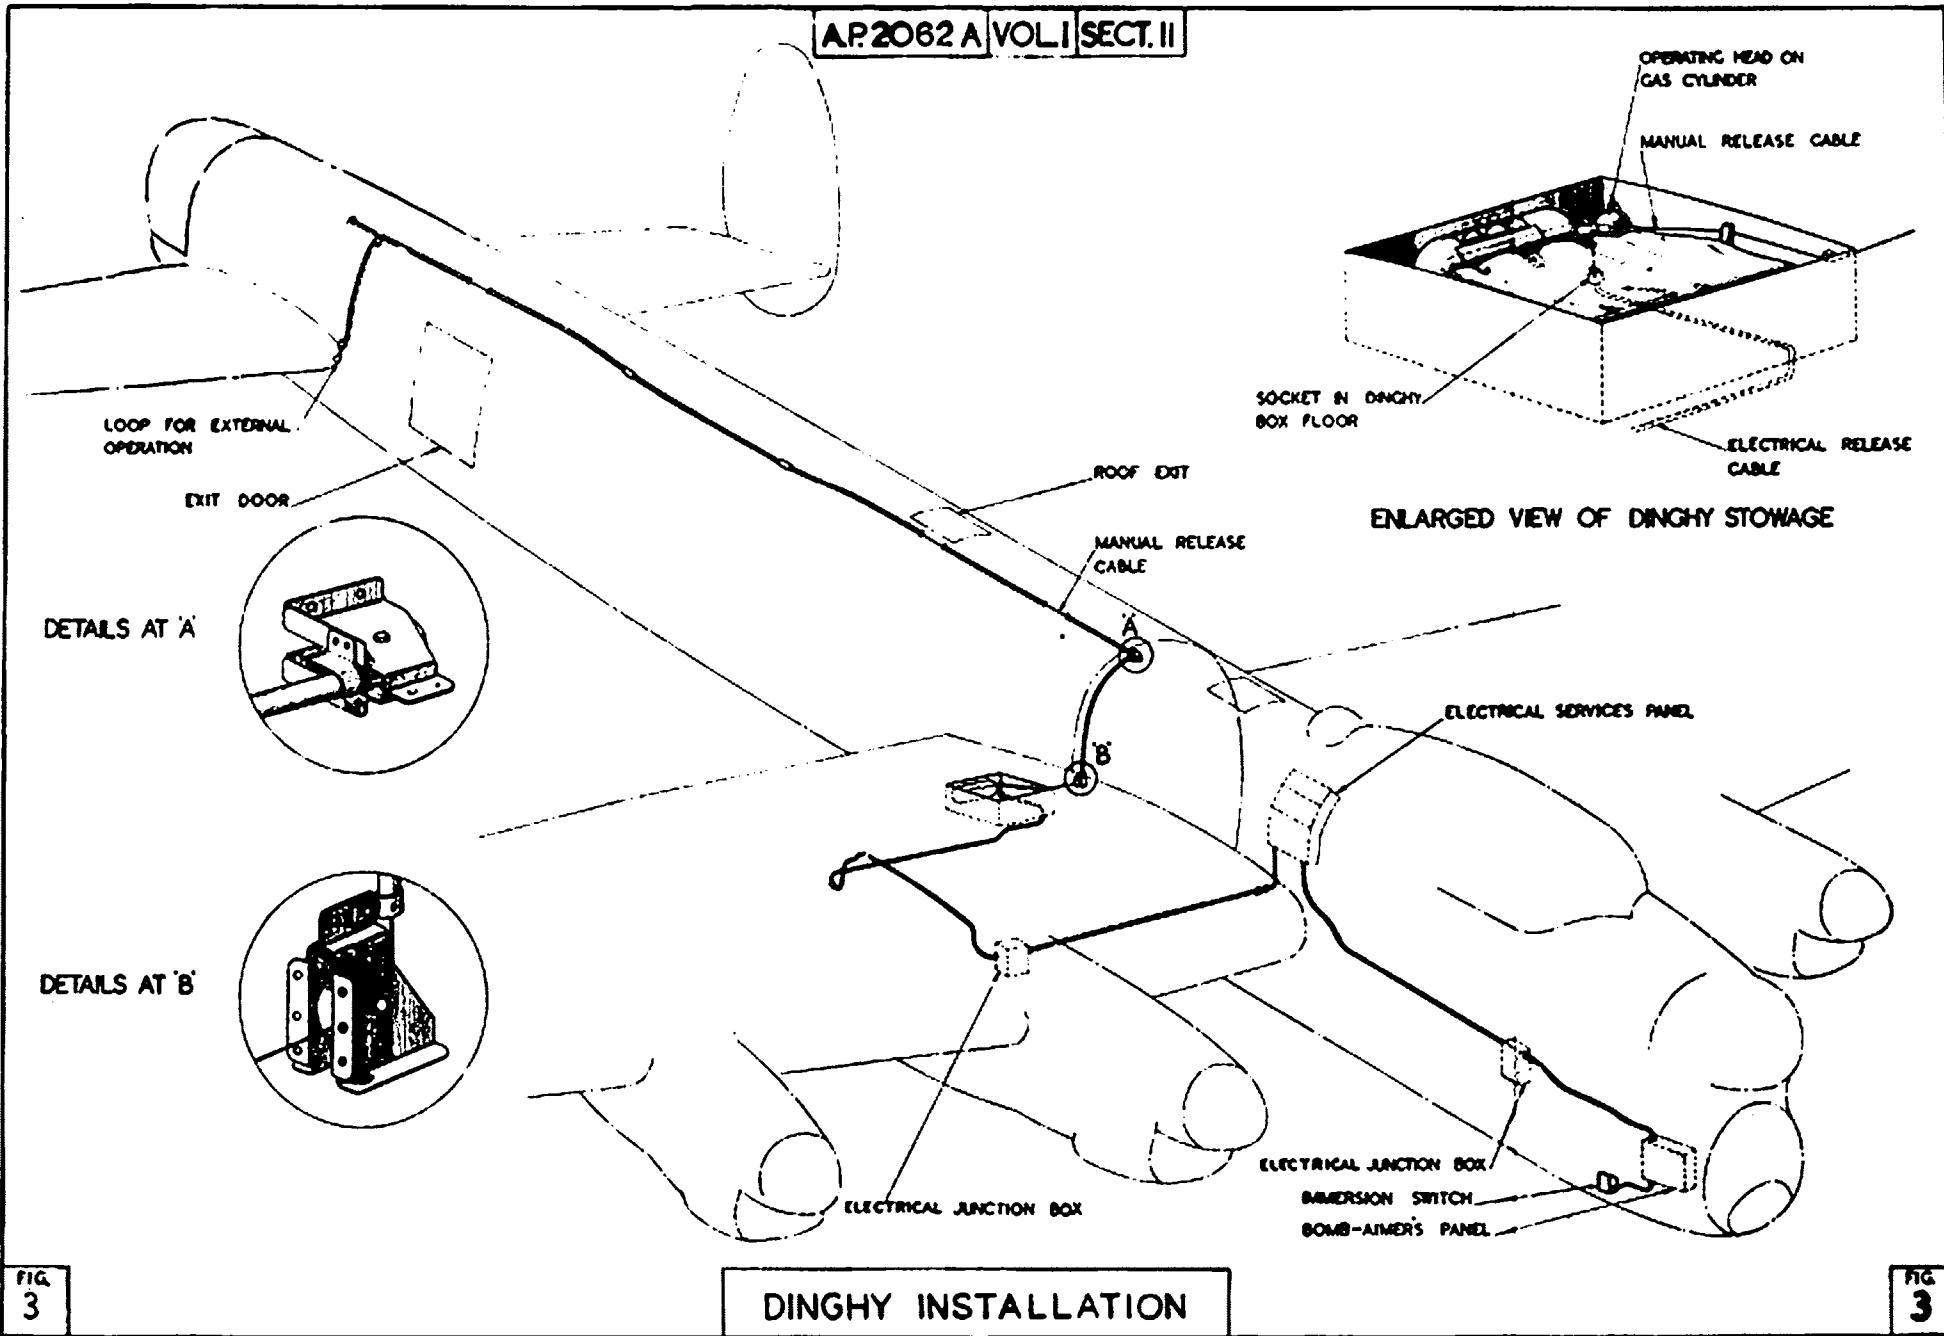 A.P. 2062 A VOL. I SECT. II
OPERATING HEAD ON
GAS CYLINDER
MANUAL RELEASE CABLE
SOCKET IN DINGHY
BOX FLOOR
ELECTRICAL RELEASE
CABLE
ENLARGED VIEW OF DINGHY STOWAGE
LOOP FOR EXTERNAL
OPERATION
EXIT DOOR
ROOF EXIT
MANUAL RELEASE
CABLE
DETAILS AT 'A'
'A'
ELECTRICAL SERVICES PANEL
'B'
DETAILS AT 'B'
ELECTRICAL JUNCTION BOX
ELECTRICAL JUNCTION BOX
IMMERSION SWITCH
BOMB-AIMER'S PANEL
FIG.
3
DINGHY INSTALLATION
FIG.
3